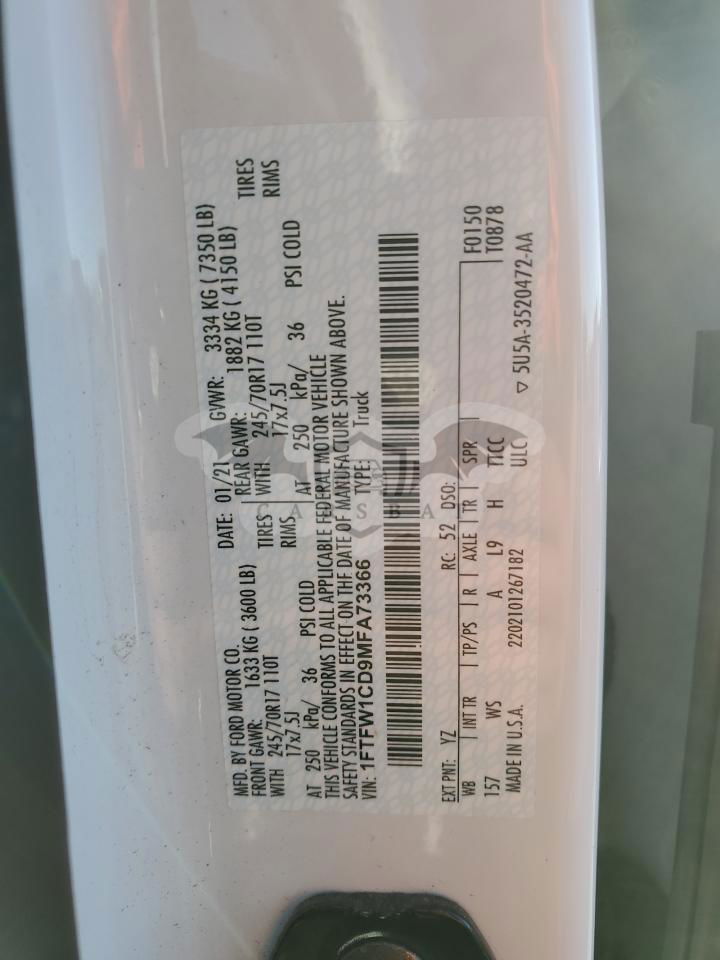 MFD. BY FORD MOTOR CO.
DATE: 01/21 GVWR: 3334 KG ( 7350 LB)
FRONT GAWR: 1633 KG (3600 LB) REAR GAWR: 1882 KG ( 4150 LB)
WITH 245/70R17 110T TIRES WITH 245/70R17 110T TIRES
17x7.5J RIMS 17x7.5J RIMS
AT 250 kPa/ 36 PSI COLD AT 250 kPa/ 36 PSI COLD
THIS VEHICLE CONFORMS TO ALL APPLICABLE FEDERAL MOTOR VEHICLE
SAFETY STANDARDS IN EFFECT ON THE DATE OF MANUFACTURE SHOWN ABOVE.
VIN: 1FTFW1CD9MFA73366 TYPE: Truck
F0150
T0878
EXT PNT: YZ RC: 52 DSO:
WB INT TR TP/PS R AXLE TR SPR
157 WS A L9 H TTCC
ULC
MADE IN U.S.A. 2202101267182
▽ 5U5A-3520472-AA
CASBA